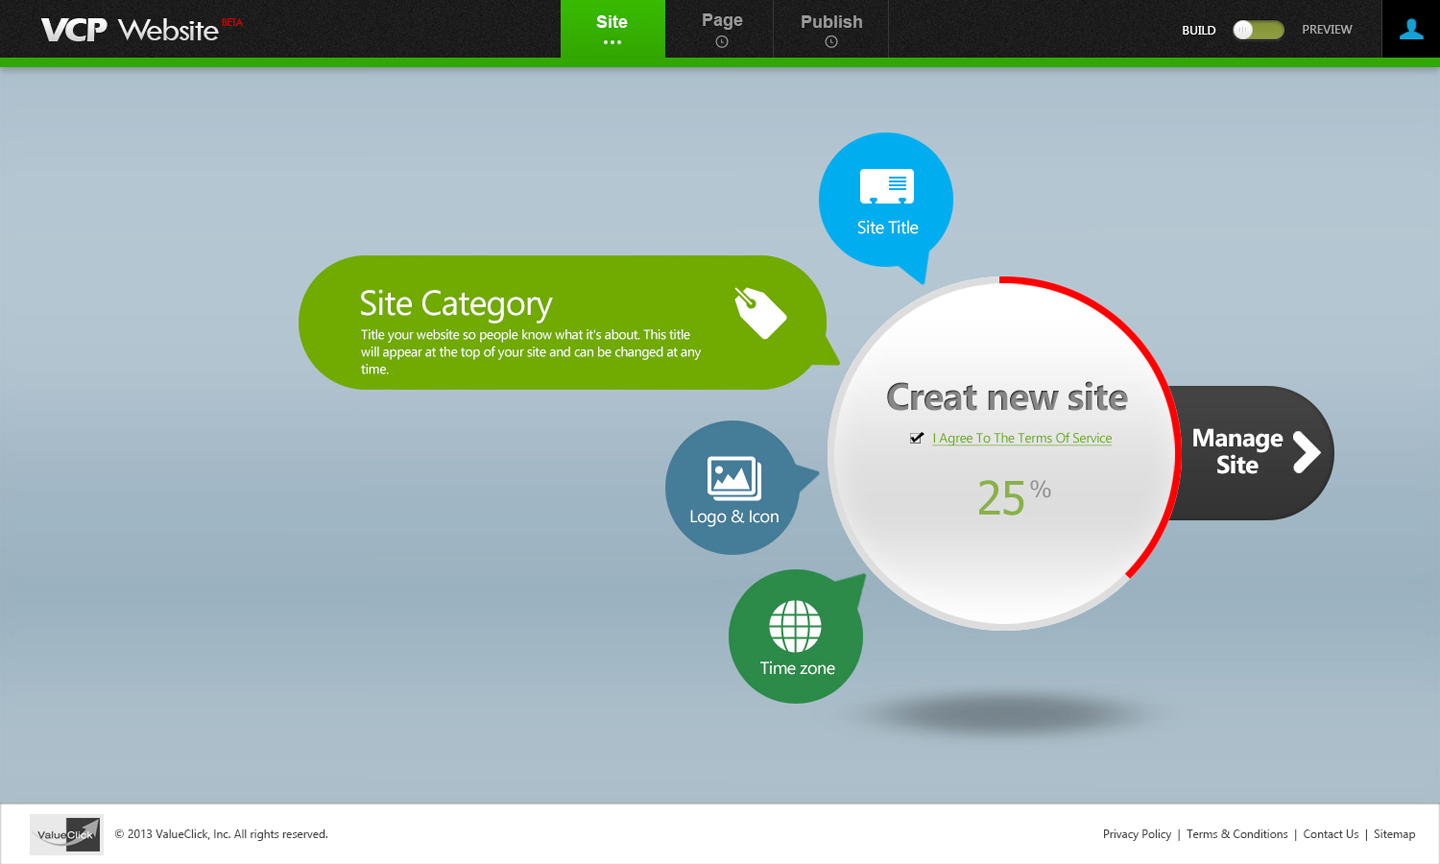 VCP Website BETA
Site
Page
Publish
BUILD
PREVIEW
Site Title
Site Category
Title your website so people know what it's about. This title
will appear at the top of your site and can be changed at any
time.
Creat new site
I Agree To The Terms Of Service
25 %
Manage
Site
Logo & Icon
Time zone
ValueClick
© 2013 ValueClick, Inc. All rights reserved.
Privacy Policy | Terms & Conditions | Contact Us | Sitemap